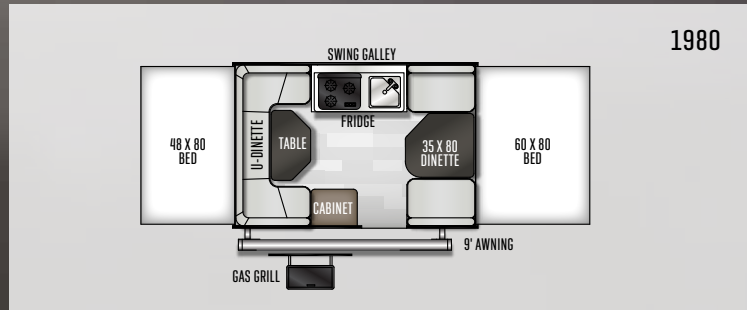 1980
SWING GALLEY
FRIDGE
48 X 80
BED
U-DINETTE
TABLE
35 X 80
DINETTE
60 X 80
BED
CABINET
9' AWNING
GAS GRILL